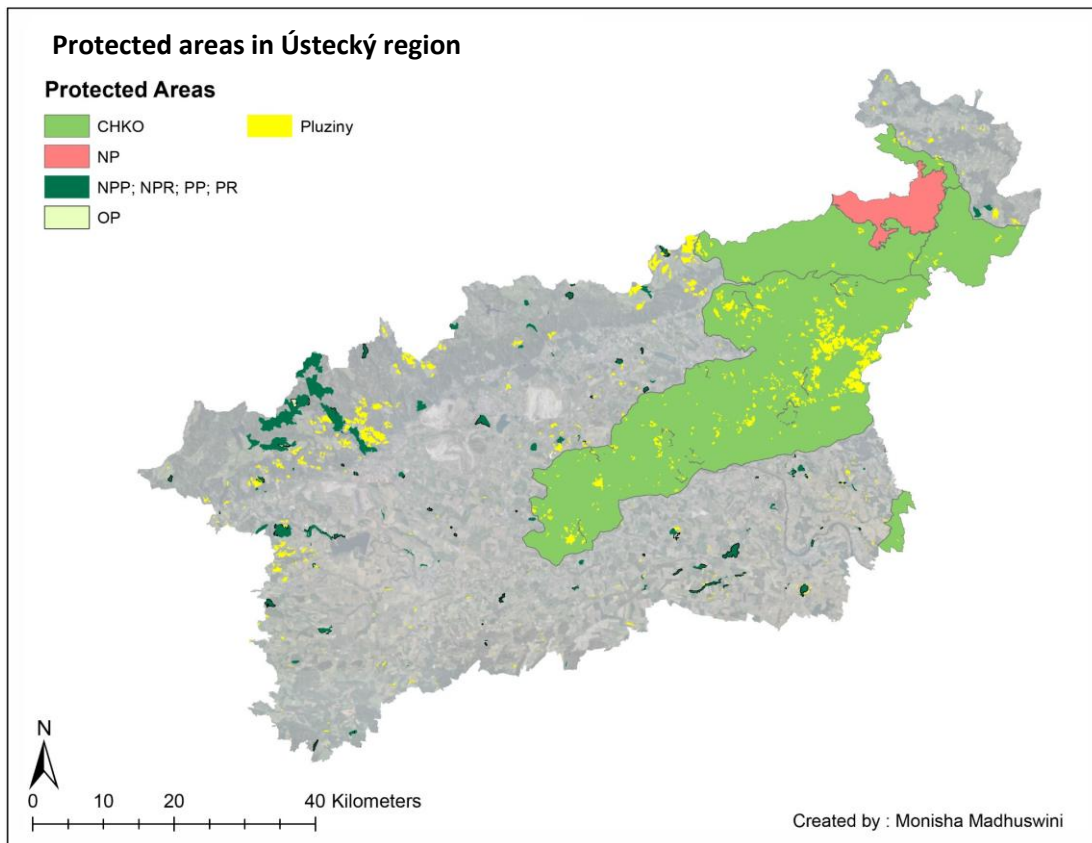 Protected areas in Ústecký region
Protected Areas
CHKO
Pluziny
NP
NPP; NPR; PP; PR
OP
N
0 10 20 40 Kilometers
Created by : Monisha Madhuswini